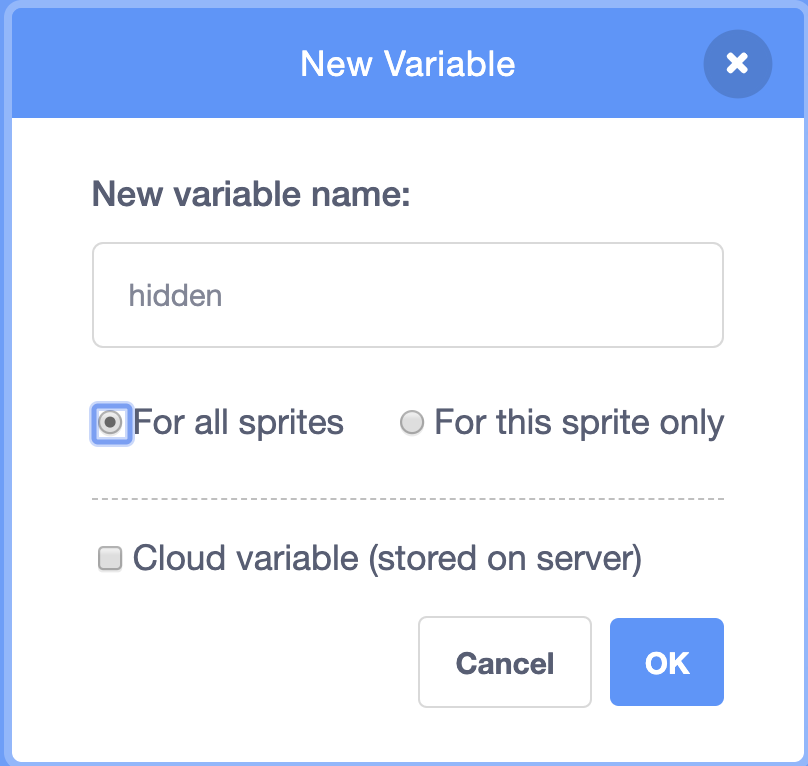 New Variable
New variable name:
hidden
For all sprites For this sprite only
Cloud variable (stored on server)
Cancel OK